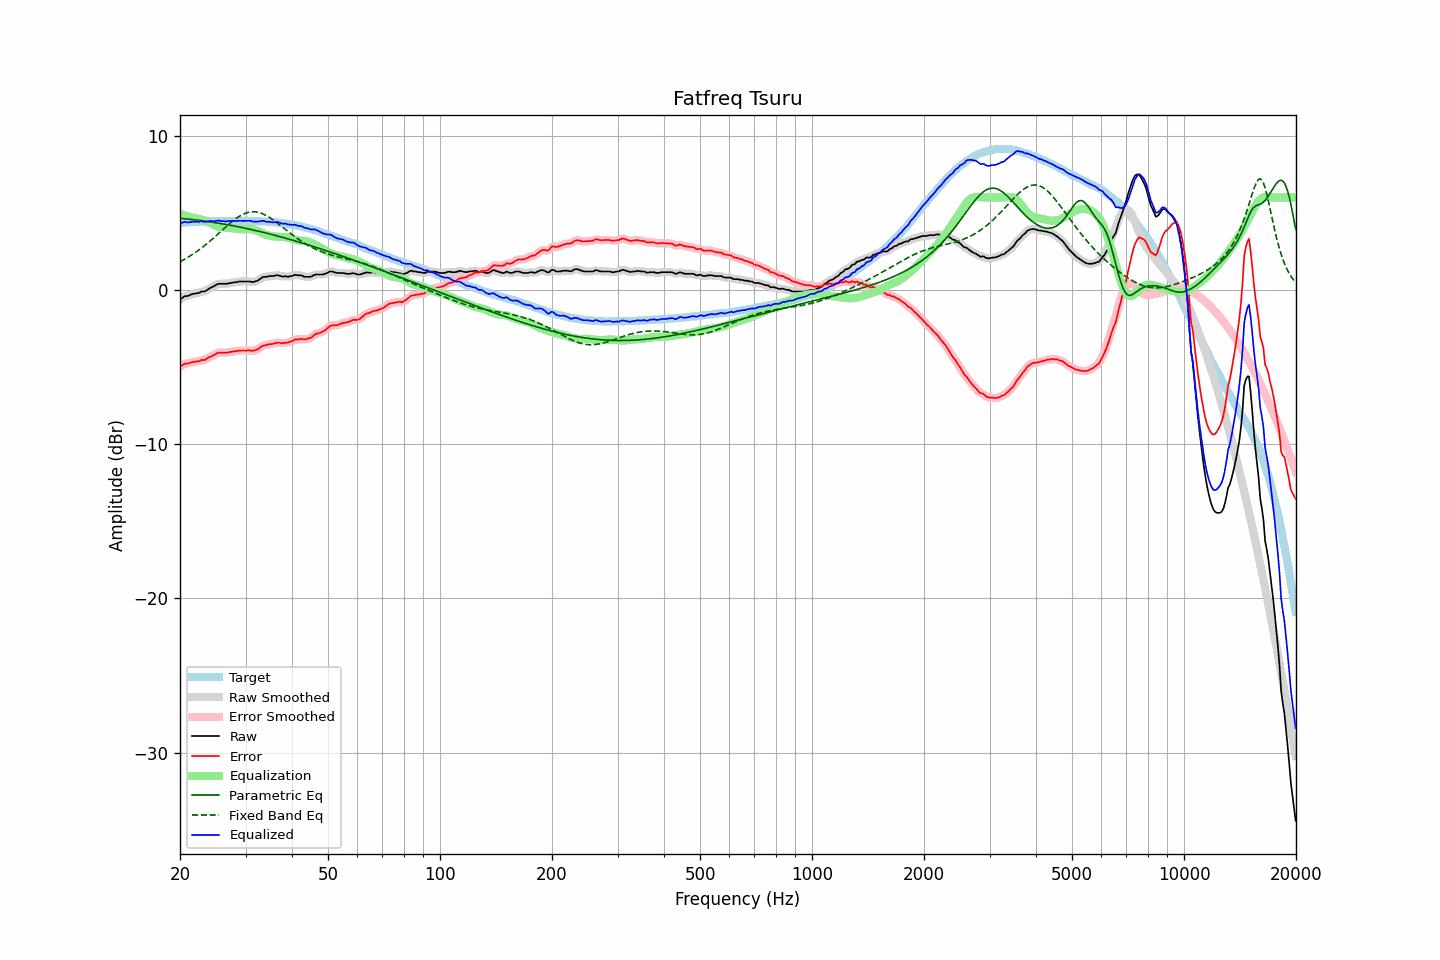 Fatfreq Tsuru
10
0
−10
−20
−30
Amplitude (dBr)
Target
Raw Smoothed
Error Smoothed
Raw
Error
Equalization
Parametric Eq
Fixed Band Eq
Equalized
20 50 100 200 500 1000 2000 5000 10000 20000
Frequency (Hz)